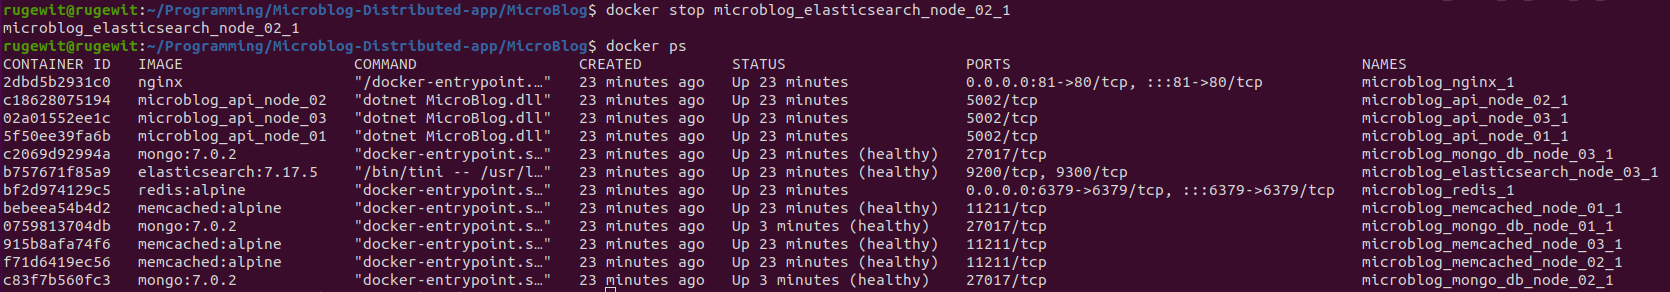 rugewit@rugewit:~/Programming/Microblog-Distributed-app/MicroBlog$ docker stop microblog_elasticsearch_node_02_1
microblog_elasticsearch_node_02_1
rugewit@rugewit:~/Programming/Microblog-Distributed-app/MicroBlog$ docker ps
CONTAINER ID   IMAGE                   COMMAND                  CREATED          STATUS                    PORTS                                       NAMES
2dbd5b2931c0   nginx                   "/docker-entrypoint.…"   23 minutes ago   Up 23 minutes             0.0.0.0:81->80/tcp, :::81->80/tcp           microblog_nginx_1
c18628075194   microblog_api_node_02   "dotnet MicroBlog.dll"   23 minutes ago   Up 23 minutes             5002/tcp                                    microblog_api_node_02_1
02a01552ee1c   microblog_api_node_03   "dotnet MicroBlog.dll"   23 minutes ago   Up 23 minutes             5002/tcp                                    microblog_api_node_03_1
5f50ee39fa6b   microblog_api_node_01   "dotnet MicroBlog.dll"   23 minutes ago   Up 23 minutes             5002/tcp                                    microblog_api_node_01_1
c2069d92994a   mongo:7.0.2             "docker-entrypoint.s…"   23 minutes ago   Up 23 minutes (healthy)   27017/tcp                                   microblog_mongo_db_node_03_1
b757671f85a9   elasticsearch:7.17.5    "/bin/tini -- /usr/l…"   23 minutes ago   Up 23 minutes (healthy)   9200/tcp, 9300/tcp                          microblog_elasticsearch_node_03_1
bf2d974129c5   redis:alpine            "docker-entrypoint.s…"   23 minutes ago   Up 23 minutes             0.0.0.0:6379->6379/tcp, :::6379->6379/tcp   microblog_redis_1
bebeea54b4d2   memcached:alpine        "docker-entrypoint.s…"   23 minutes ago   Up 23 minutes (healthy)   11211/tcp                                   microblog_memcached_node_01_1
0759813704db   mongo:7.0.2             "docker-entrypoint.s…"   23 minutes ago   Up 3 minutes (healthy)    27017/tcp                                   microblog_mongo_db_node_01_1
915b8afa74f6   memcached:alpine        "docker-entrypoint.s…"   23 minutes ago   Up 23 minutes (healthy)   11211/tcp                                   microblog_memcached_node_03_1
f71d6419ec56   memcached:alpine        "docker-entrypoint.s…"   23 minutes ago   Up 23 minutes (healthy)   11211/tcp                                   microblog_memcached_node_02_1
c83f7b560fc3   mongo:7.0.2             "docker-entrypoint.s…"   23 minutes ago   Up 3 minutes (healthy)    27017/tcp                                   microblog_mongo_db_node_02_1